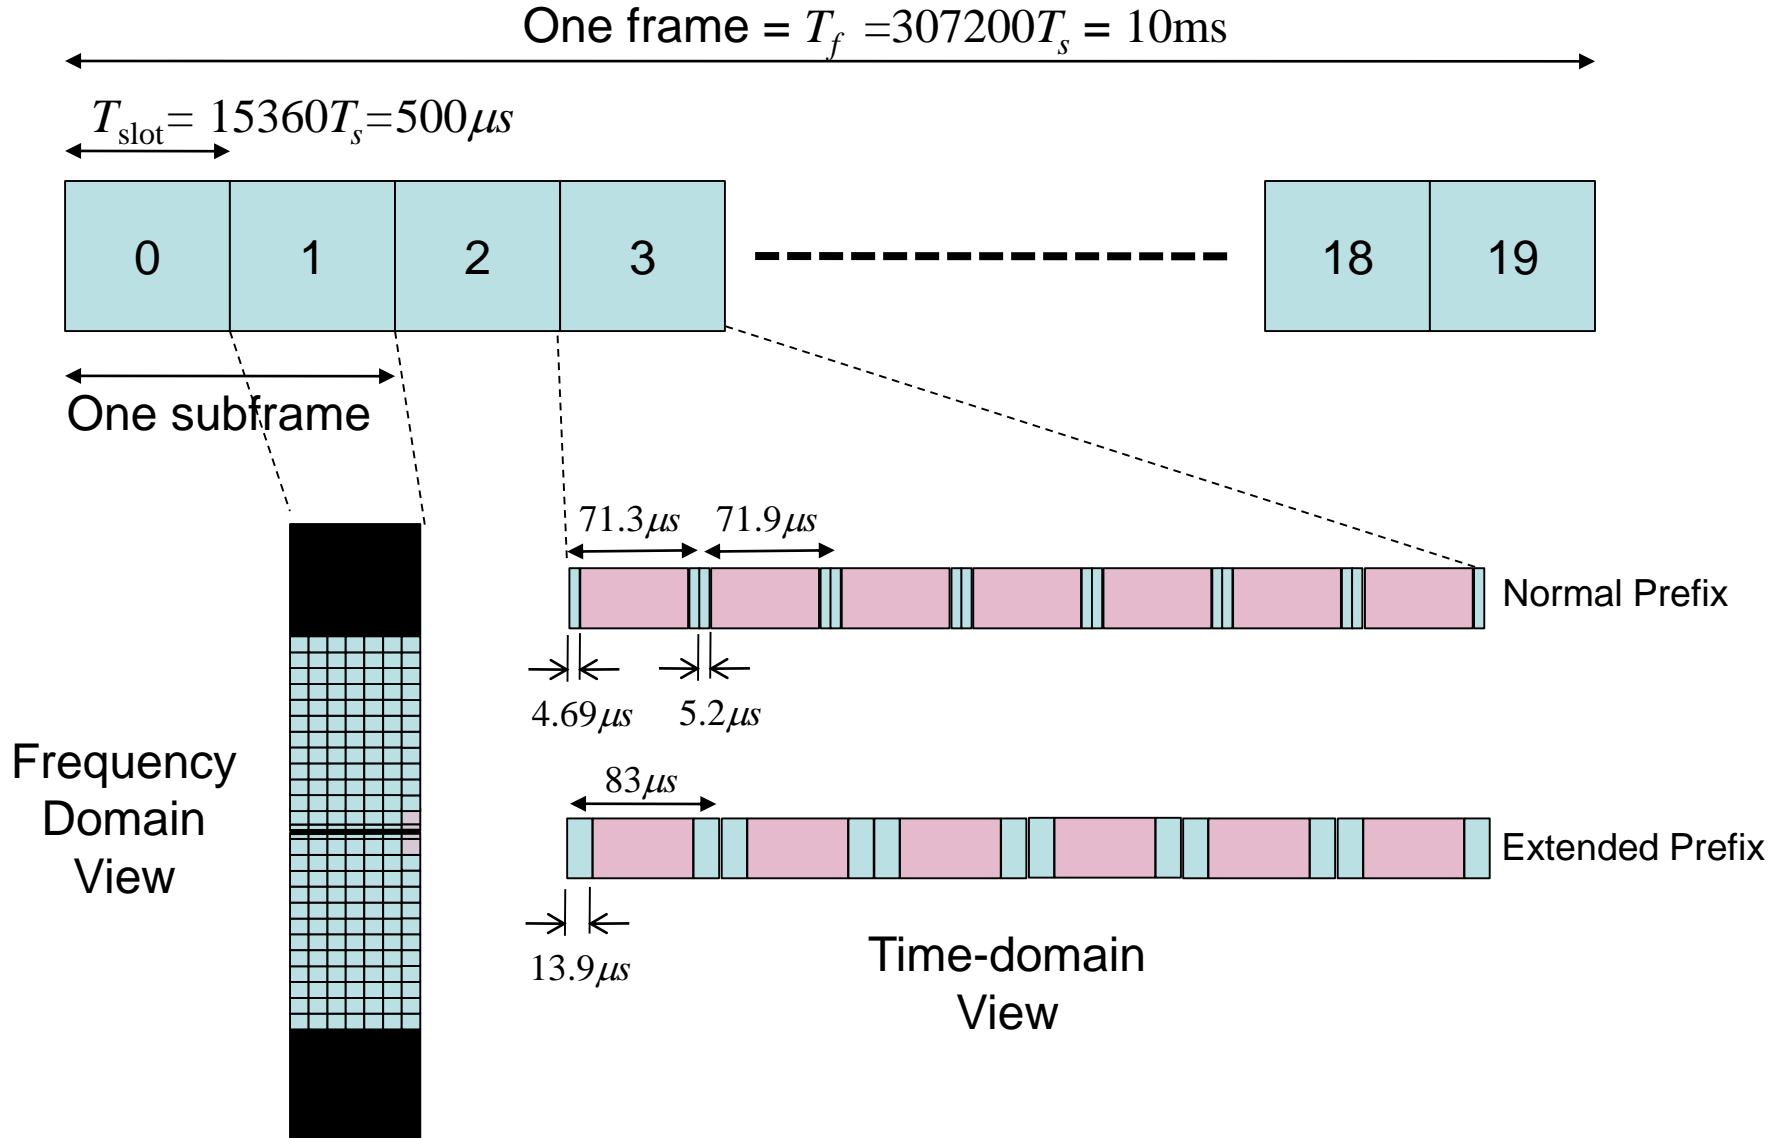 One frame = T_f =307200T_s = 10ms
T_slot= 15360T_s=500μs
0 1 2 3 18 19
One subframe
71.3μs 71.9μs
Normal Prefix
4.69μs 5.2μs
Frequency
Domain
View
83μs
Extended Prefix
13.9μs
Time-domain
View